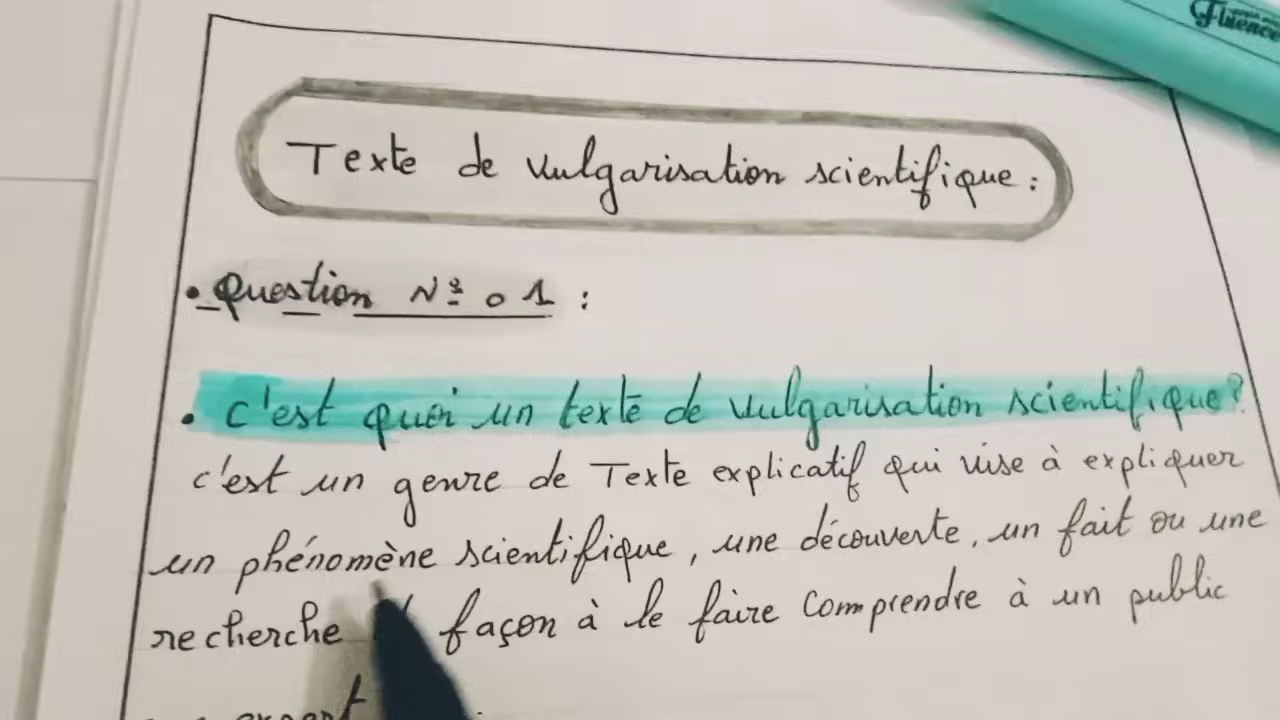 Fluence
Texte de vulgarisation scientifique :
• Question N° 01 :
• c'est quoi un texte de vulgarisation scientifique?
c'est un genre de Texte explicatif qui vise à expliquer
un phénomène scientifique, une découverte, un fait ou une
recherche façon à le faire comprendre à un public